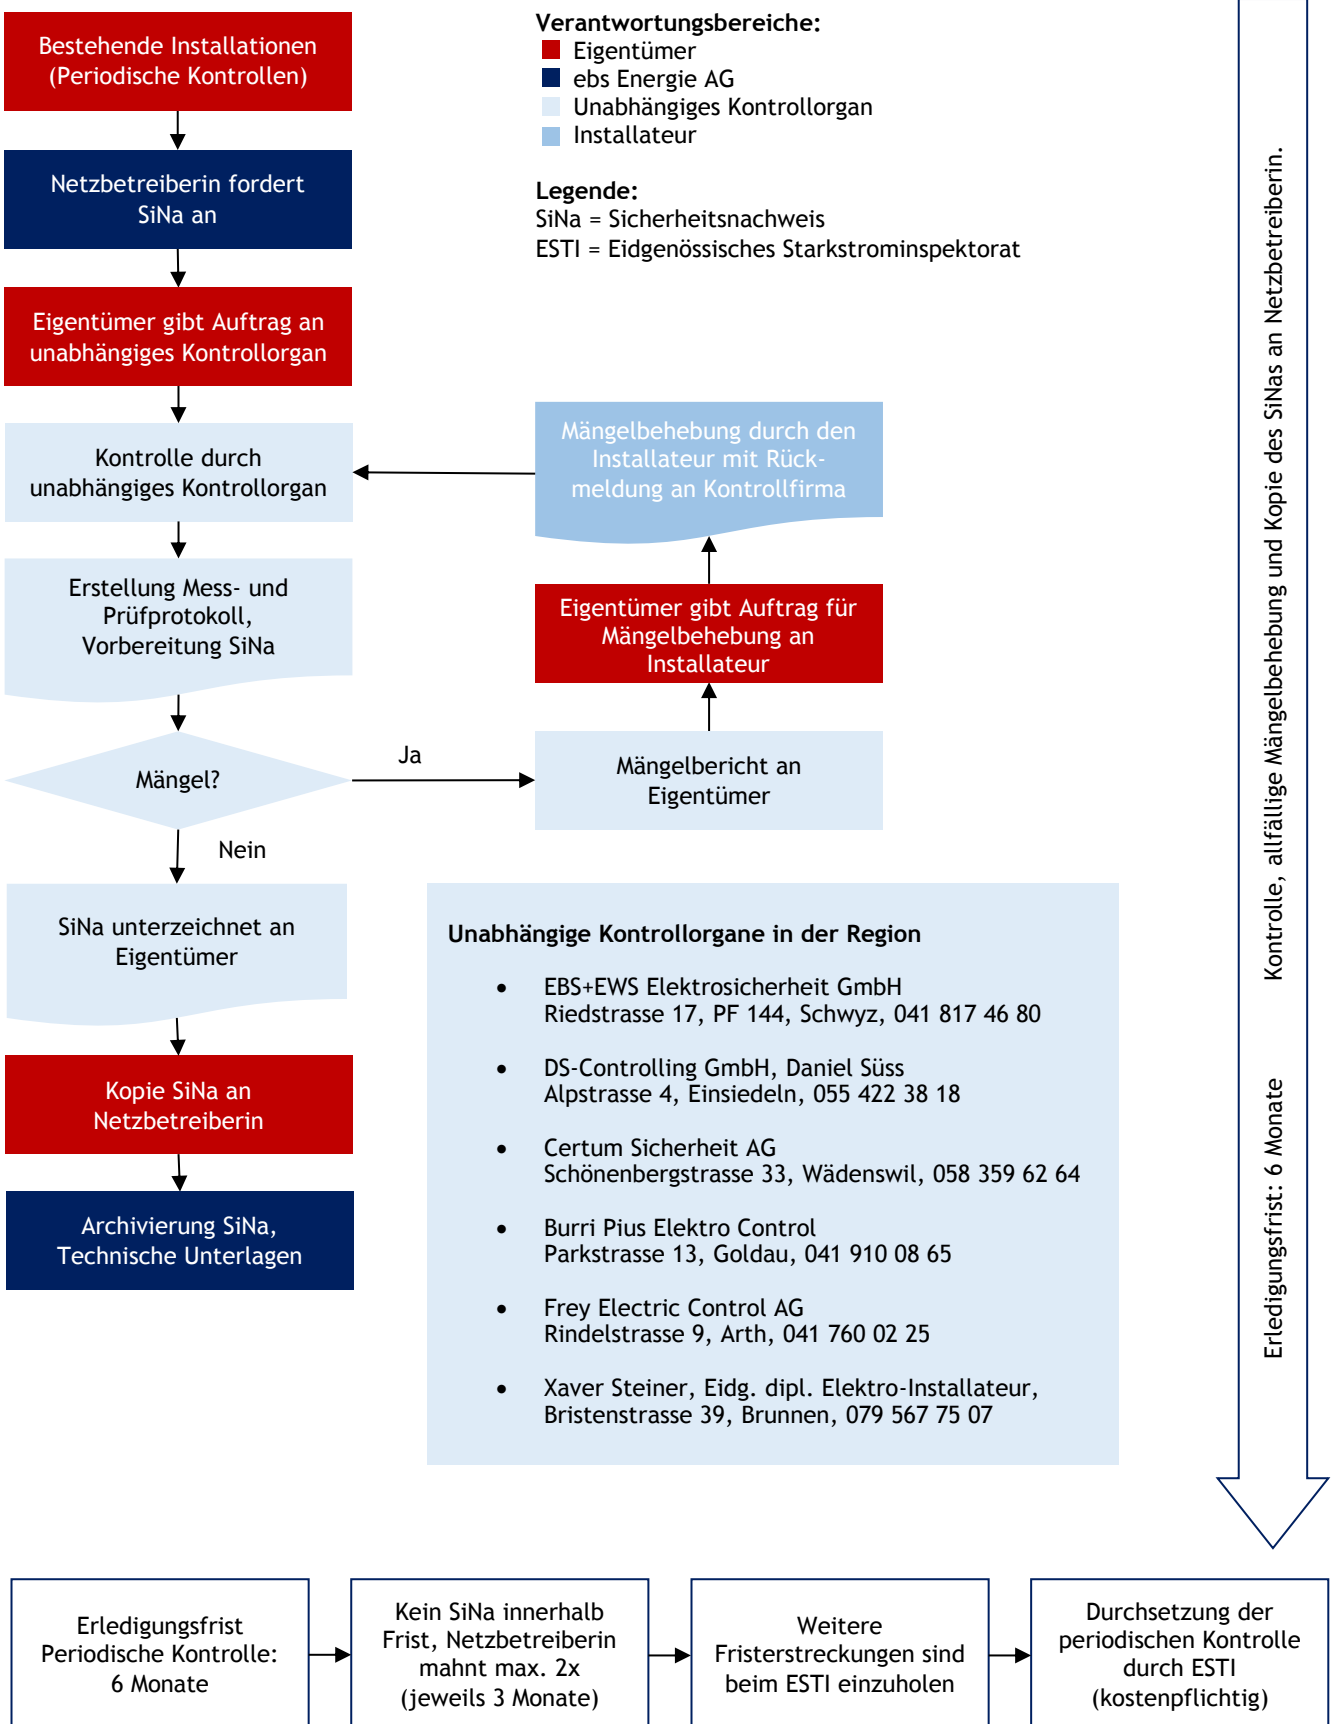 Bestehende Installationen
(Periodische Kontrollen)
Netzbetreiberin fordert
SiNa an
Eigentümer gibt Auftrag an
unabhängiges Kontrollorgan
Kontrolle durch
unabhängiges Kontrollorgan
Erstellung Mess- und
Prüfprotokoll,
Vorbereitung SiNa
Mängel?
Ja
Nein
SiNa unterzeichnet an
Eigentümer
Kopie SiNa an
Netzbetreiberin
Archivierung SiNa,
Technische Unterlagen
Verantwortungsbereiche:
Eigentümer
ebs Energie AG
Unabhängiges Kontrollorgan
Installateur
Legende:
SiNa = Sicherheitsnachweis
ESTI = Eidgenössisches Starkstrominspektorat
Mängelbehebung durch den
Installateur mit Rück-
meldung an Kontrollfirma
Eigentümer gibt Auftrag für
Mängelbehebung an
Installateur
Mängelbericht an
Eigentümer
Unabhängige Kontrollorgane in der Region
• EBS+EWS Elektrosicherheit GmbH
Riedstrasse 17, PF 144, Schwyz, 041 817 46 80
• DS-Controlling GmbH, Daniel Süss
Alpstrasse 4, Einsiedeln, 055 422 38 18
• Certum Sicherheit AG
Schönenbergstrasse 33, Wädenswil, 058 359 62 64
• Burri Pius Elektro Control
Parkstrasse 13, Goldau, 041 910 08 65
• Frey Electric Control AG
Rindelstrasse 9, Arth, 041 760 02 25
• Xaver Steiner, Eidg. dipl. Elektro-Installateur,
Bristenstrasse 39, Brunnen, 079 567 75 07
Erledigungsfrist: 6 Monate Kontrolle, allfällige Mängelbehebung und Kopie des SiNas an Netzbetreiberin.
Erledigungsfrist
Periodische Kontrolle:
6 Monate
Kein SiNa innerhalb
Frist, Netzbetreiberin
mahnt max. 2x
(jeweils 3 Monate)
Weitere
Fristerstreckungen sind
beim ESTI einzuholen
Durchsetzung der
periodischen Kontrolle
durch ESTI
(kostenpflichtig)